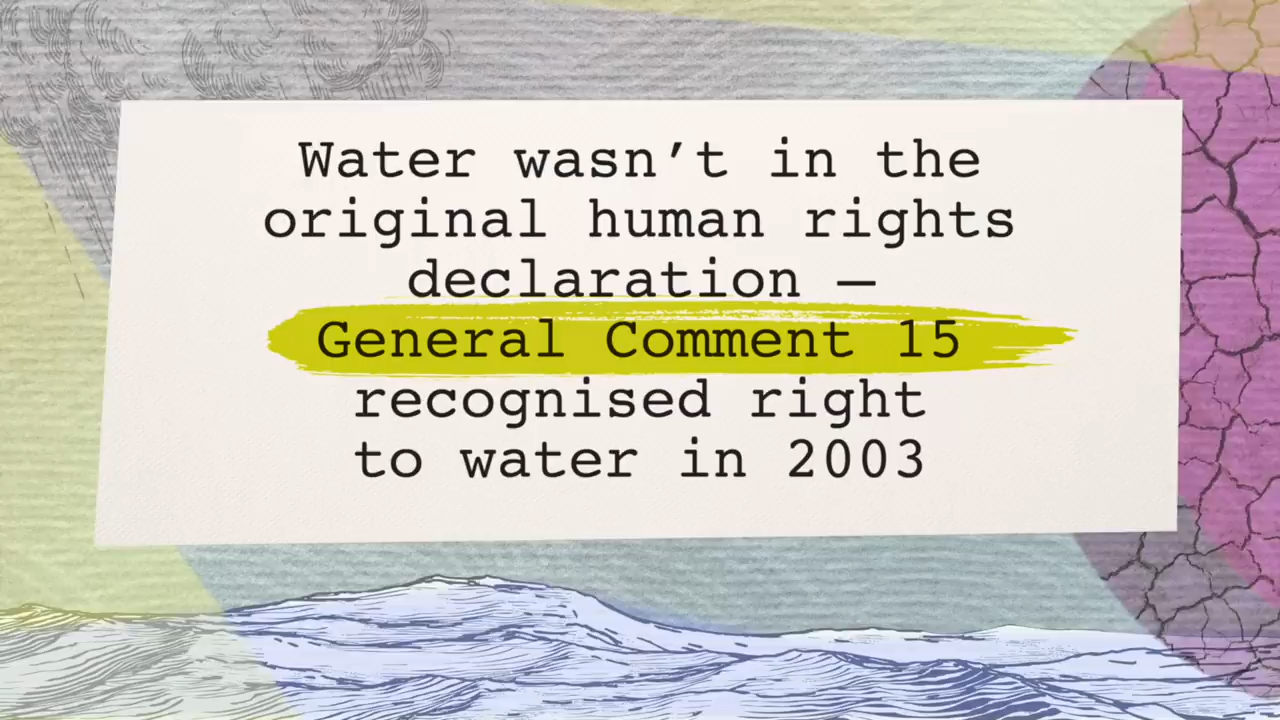 Water wasn’t in the
original human rights
declaration —
General Comment 15
recognised right
to water in 2003